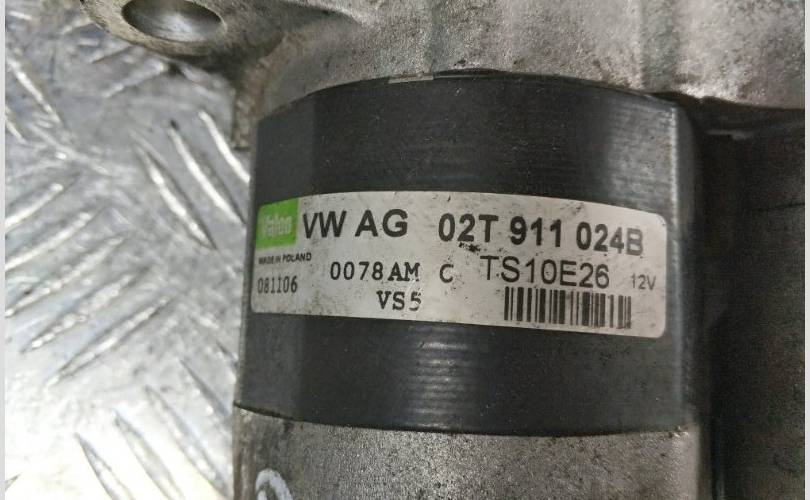 Valeo VW AG 02T 911 024B
MADE IN POLAND
081106 0078AM C TS10E26 12V
VS5